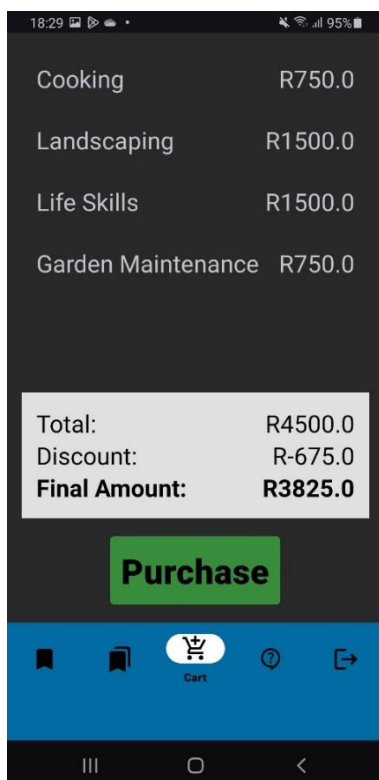 18:29 95%
Cooking R750.0
Landscaping R1500.0
Life Skills R1500.0
Garden Maintenance R750.0
Total: R4500.0
Discount: R-675.0
Final Amount: R3825.0
Purchase
Cart